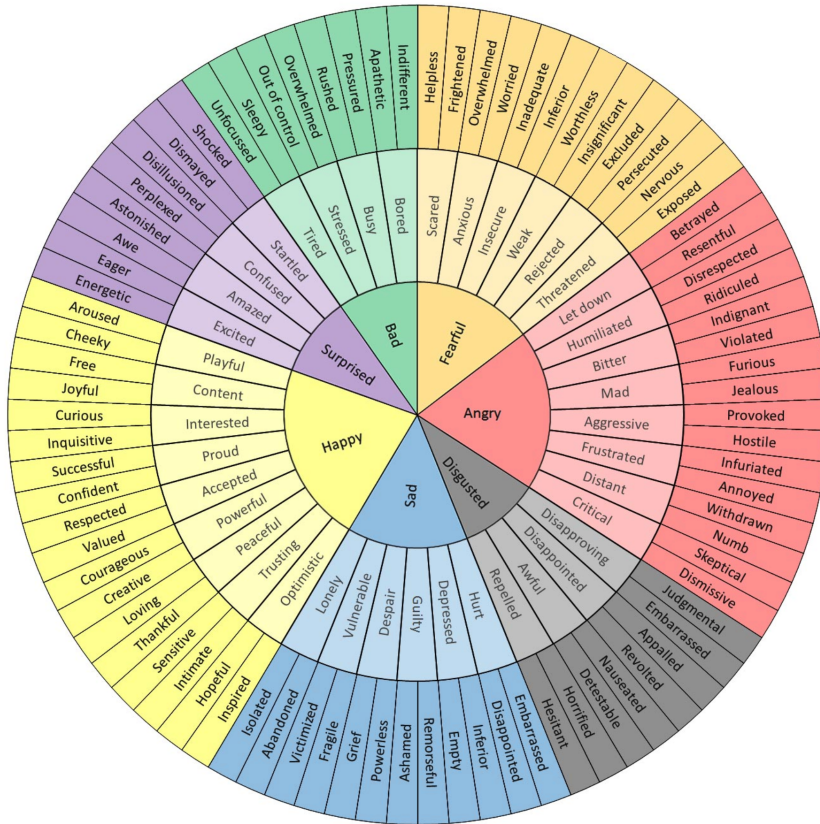 Fearful
Angry
Disgusted
Sad
Happy
Surprised
Bad
Scared
Anxious
Insecure
Weak
Rejected
Threatened
Let down
Humiliated
Bitter
Mad
Aggressive
Frustrated
Distant
Critical
Disapproving
Disappointed
Awful
Repelled
Hurt
Depressed
Guilty
Despair
Vulnerable
Lonely
Optimistic
Trusting
Peaceful
Powerful
Accepted
Proud
Interested
Content
Playful
Excited
Amazed
Confused
Startled
Tired
Stressed
Busy
Bored
Helpless
Frightened
Overwhelmed
Worried
Inadequate
Inferior
Worthless
Insignificant
Excluded
Persecuted
Nervous
Exposed
Betrayed
Resentful
Disrespected
Ridiculed
Indignant
Violated
Furious
Jealous
Provoked
Hostile
Infuriated
Annoyed
Withdrawn
Numb
Skeptical
Dismissive
Judgmental
Embarrassed
Appalled
Revolted
Nauseated
Detestable
Horrified
Hesitant
Embarrassed
Disappointed
Inferior
Empty
Remorseful
Ashamed
Powerless
Grief
Fragile
Victimized
Abandoned
Isolated
Inspired
Hopeful
Intimate
Sensitive
Thankful
Loving
Creative
Courageous
Valued
Respected
Confident
Successful
Inquisitive
Curious
Joyful
Free
Cheeky
Aroused
Energetic
Eager
Awe
Astonished
Perplexed
Disillusioned
Dismayed
Shocked
Unfocussed
Sleepy
Out of control
Overwhelmed
Rushed
Pressured
Apathetic
Indifferent